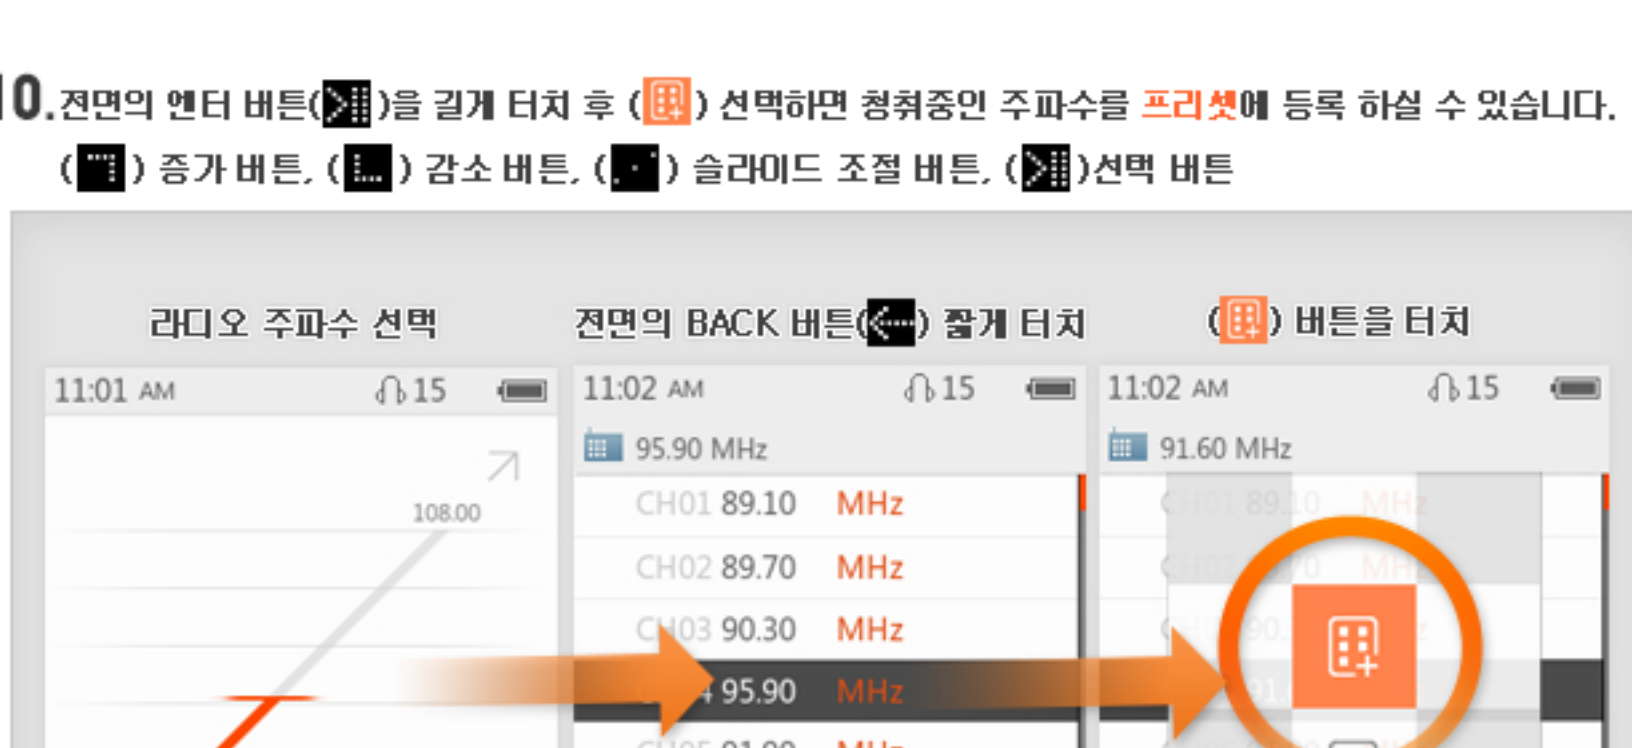 10.전면의 엔터 버튼( )을 길게 터치 후 ( ) 선택하면 청취중인 주파수를 프리셋에 등록 하실 수 있습니다.
( ) 증가 버튼, ( ) 감소 버튼, ( ) 슬라이드 조절 버튼, ( )선택 버튼
라디오 주파수 선택
전면의 BACK 버튼( ) 짧게 터치
( ) 버튼을 터치
11:01 AM 15
108.00
11:02 AM 15
95.90 MHz
CH01 89.10 MHz
CH02 89.70 MHz
CH03 90.30 MHz
95.90 MHz
11:02 AM 15
91.60 MHz
CH01 89.10 MHz